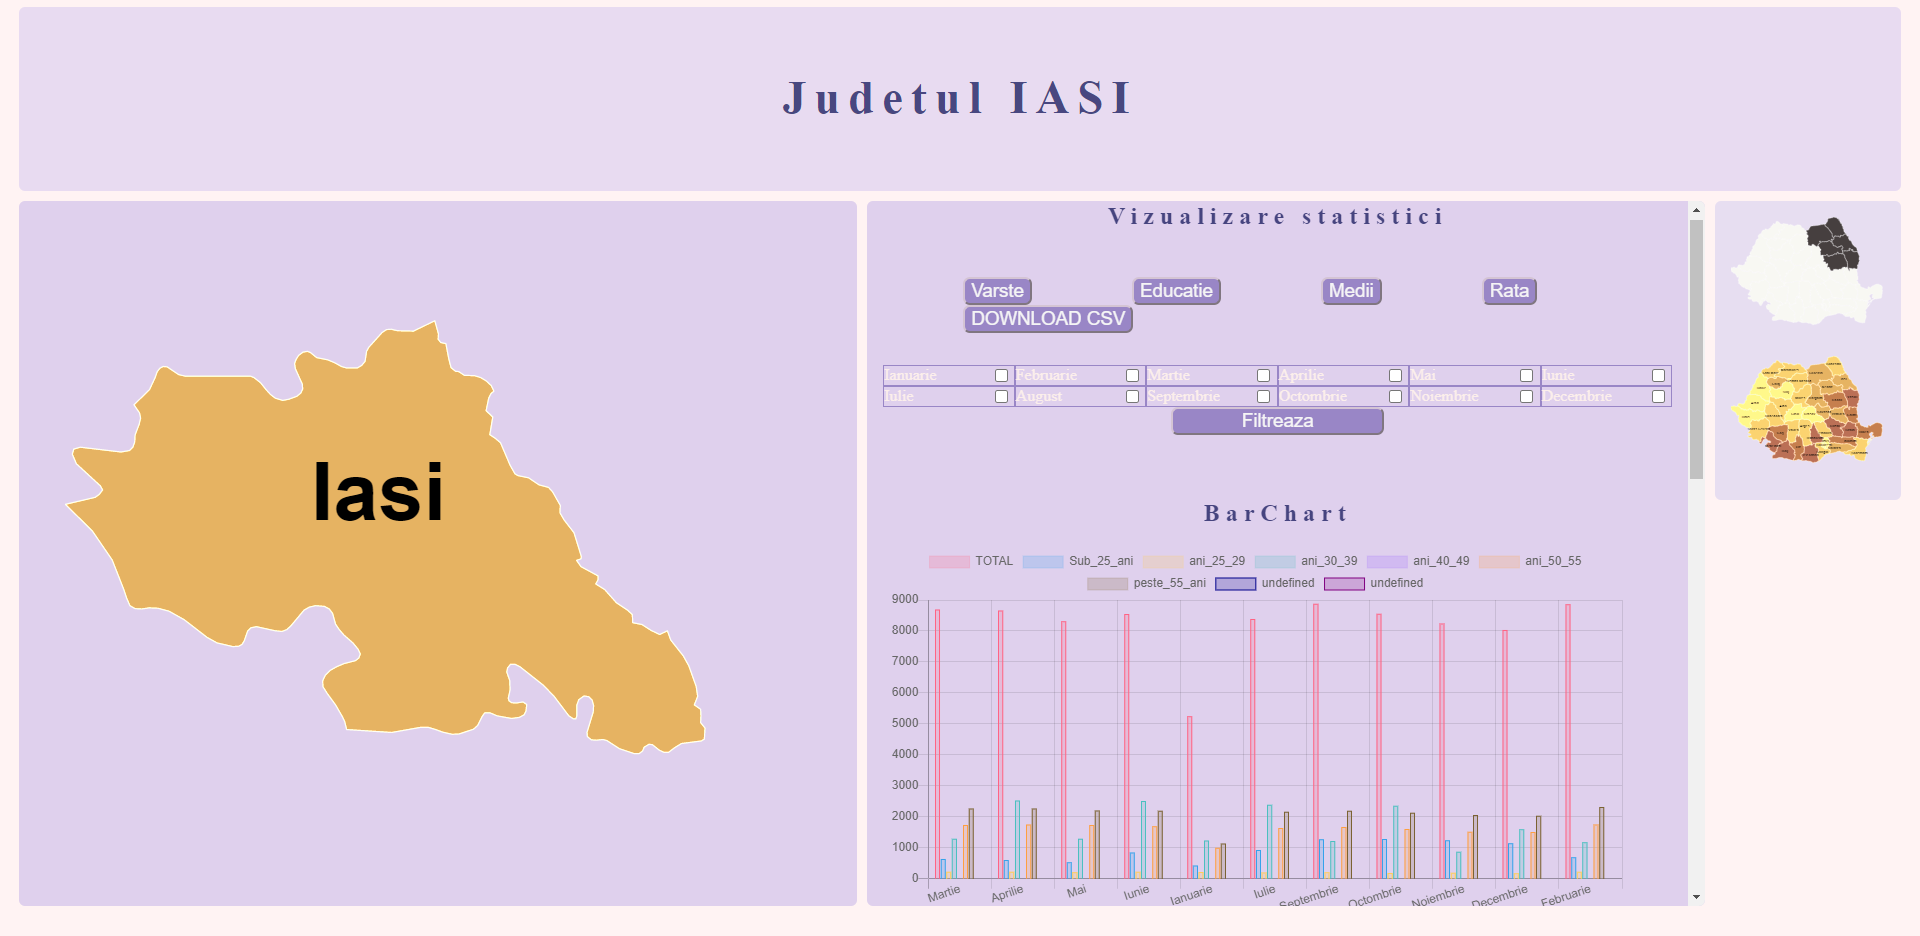 Judetul IASI
Iasi
Vizualizare statistici
Varste Educatie Medii Rata
DOWNLOAD CSV
Ianuarie Februarie Martie Aprilie Mai Iunie
Iulie August Septembrie Octombrie Noiembrie Decembrie
Filtreaza
BarChart
TOTAL Sub_25_ani ani_25_29 ani_30_39 ani_40_49 ani_50_55
peste_55_ani undefined undefined
9000
8000
7000
6000
5000
4000
3000
2000
1000
0
Martie Aprilie Mai Iunie Ianuarie Iulie Septembrie Octombrie Noiembrie Decembrie Februarie